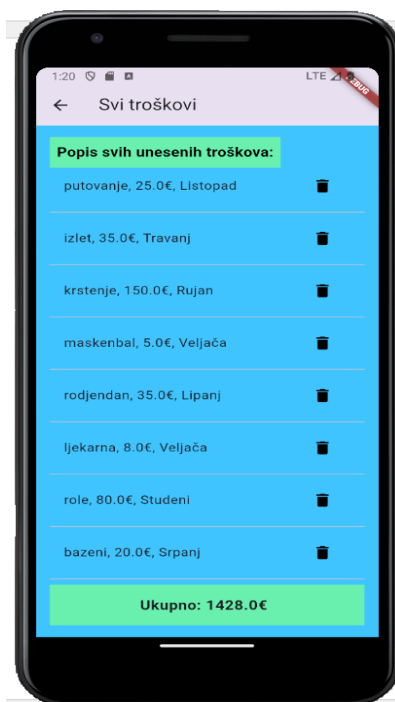 1:20 LTE
DEBUG
Svi troškovi
Popis svih unesenih troškova:
putovanje, 25.0€, Listopad
izlet, 35.0€, Travanj
krstenje, 150.0€, Rujan
maskenbal, 5.0€, Veljača
rodjendan, 35.0€, Lipanj
ljekarna, 8.0€, Veljača
role, 80.0€, Studeni
bazeni, 20.0€, Srpanj
Ukupno: 1428.0€